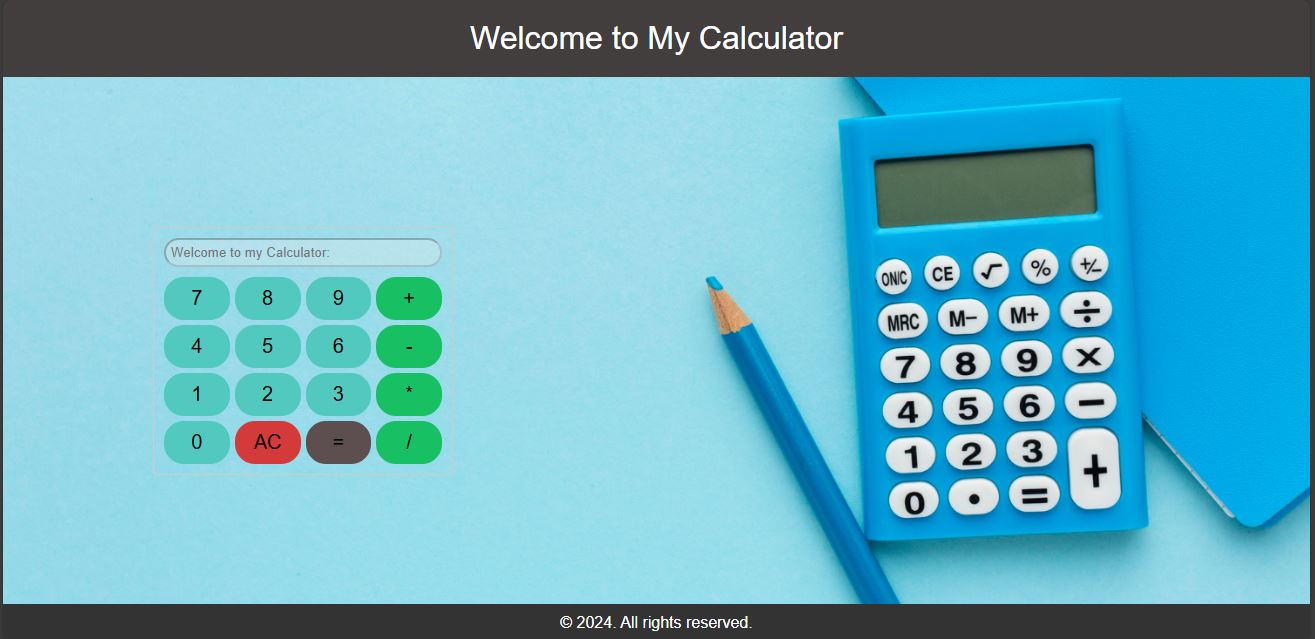 Welcome to My Calculator
Welcome to my Calculator:
7 8 9 +
4 5 6 -
1 2 3 *
0 AC = /
ON/C CE √ % +/-
MRC M− M+ ÷
7 8 9 ×
4 5 6 −
1 2 3 +
0 • =
© 2024. All rights reserved.